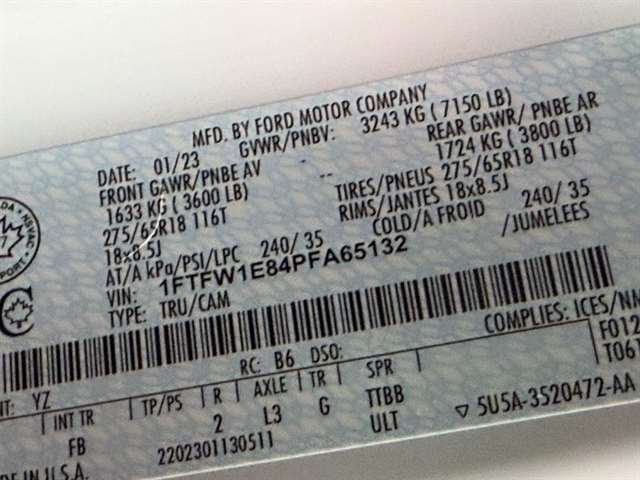 MFD. BY FORD MOTOR COMPANY
DATE: 01/23 GVWR/PNBV: 3243 KG ( 7150 LB)
FRONT GAWR/PNBE AV REAR GAWR/ PNBE AR
1633 KG ( 3600 LB) 1724 KG ( 3800 LB)
275/65R18 116T TIRES/PNEUS 275/65R18 116T
18x8.5J RIMS/JANTES 18x8.5J
AT/A kPa/PSI/LPC 240/ 35 COLD/A FROID 240/ 35
VIN: 1FTFW1E84PFA65132 /JUMELEES
TYPE: TRU/CAM
COMPLIES: ICES/NM
RC: B6 DSO: F012
YZ T061
INT TR TP/PS R AXLE TR SPR
FB 2 L3 G TTBB
2202301130511 ULT 5U5A-3520472-AA
IN U.S.A.